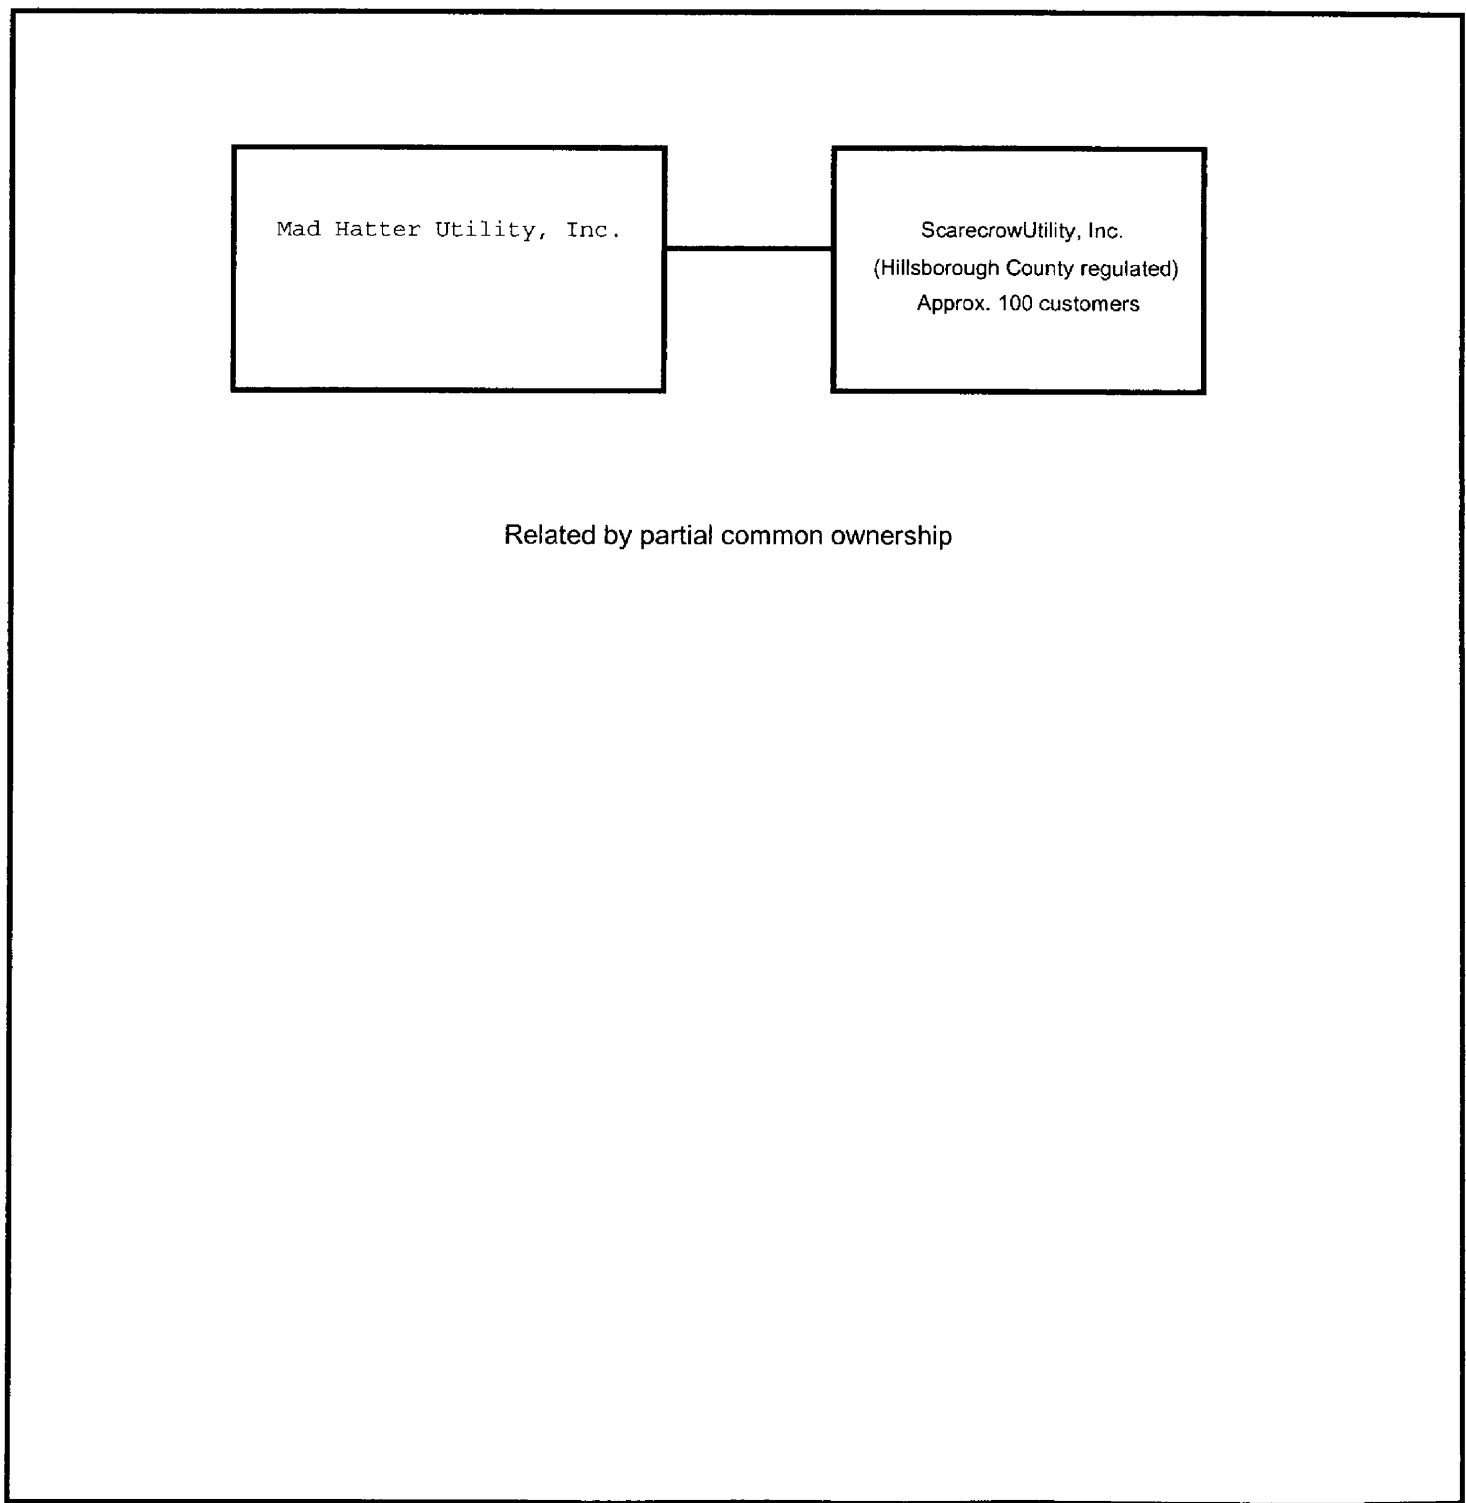 Mad Hatter Utility, Inc.
ScarecrowUtility, Inc.
(Hillsborough County regulated)
Approx. 100 customers
Related by partial common ownership